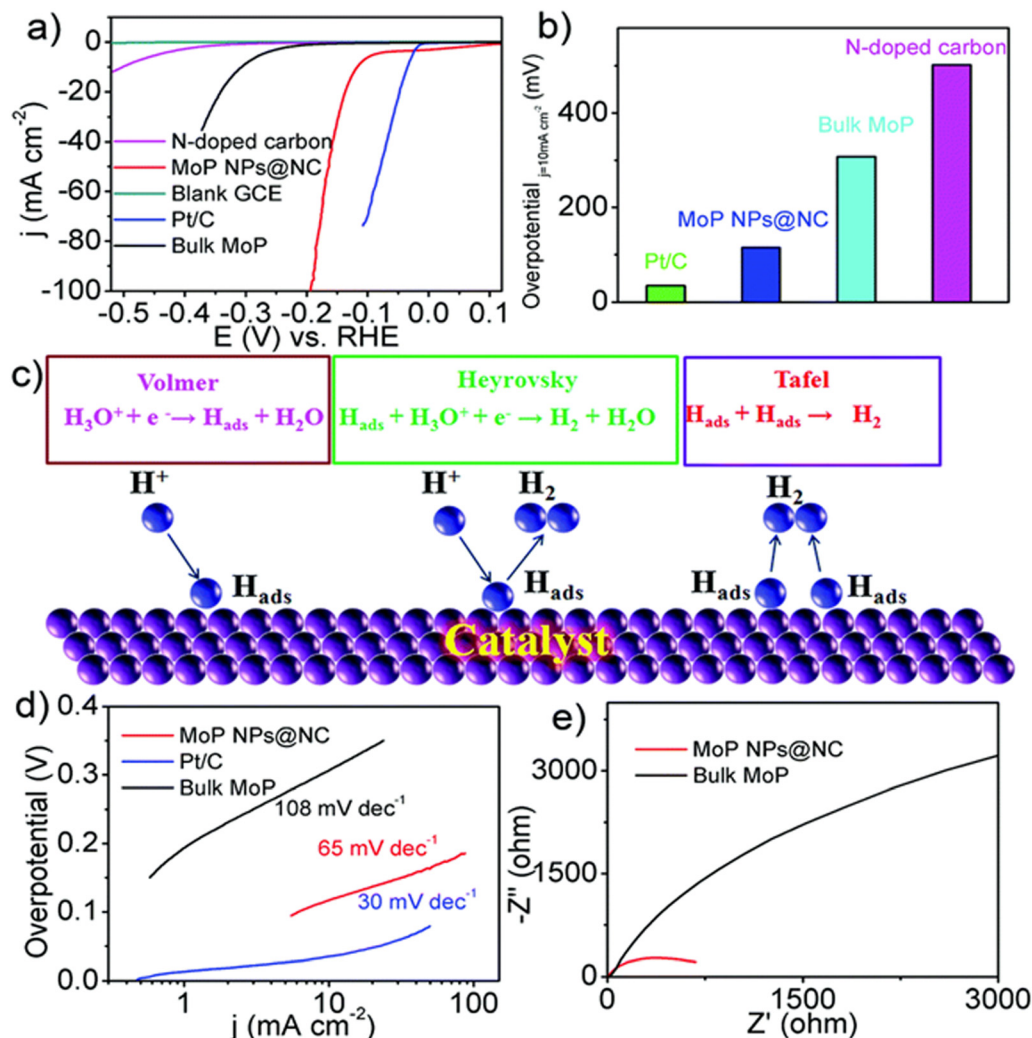 a)
0
-20
-40
-60
-80
-100
j (mA cm-2)
N-doped carbon
MoP NPs@NC
Blank GCE
Pt/C
Bulk MoP
-0.5 -0.4 -0.3 -0.2 -0.1 0.0 0.1
E (V) vs. RHE
b)
Overpotential j=10mA cm-2 (mV)
400
200
0
Pt/C
MoP NPs@NC
Bulk MoP
N-doped carbon
c)
Volmer
H3O+ + e- → Hads + H2O
Heyrovsky
Hads + H3O+ + e- → H2 + H2O
Tafel
Hads + Hads → H2
H+
Hads
H+
H2
Hads
H2
Hads
Hads
Catalyst
d)
0.4
0.3
0.2
0.1
0.0
Overpotential (V)
MoP NPs@NC
Pt/C
Bulk MoP
108 mV dec-1
65 mV dec-1
30 mV dec-1
1 10 100
j (mA cm-2)
e)
3000
1500
0
-Z" (ohm)
MoP NPs@NC
Bulk MoP
0 1500 3000
Z' (ohm)